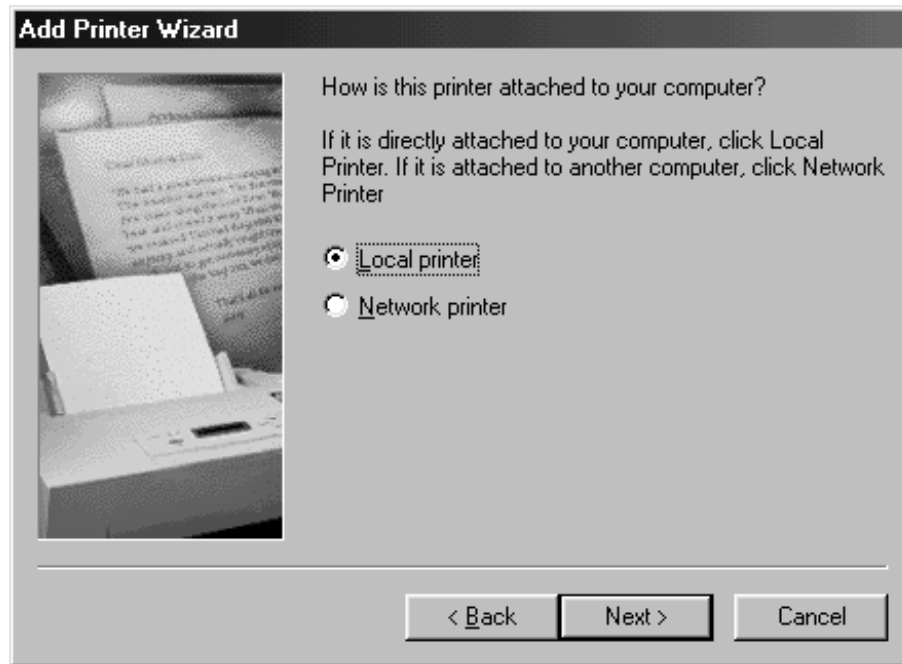 Add Printer Wizard
How is this printer attached to your computer?
If it is directly attached to your computer, click Local
Printer. If it is attached to another computer, click Network
Printer
Local printer
Network printer
< Back
Next >
Cancel